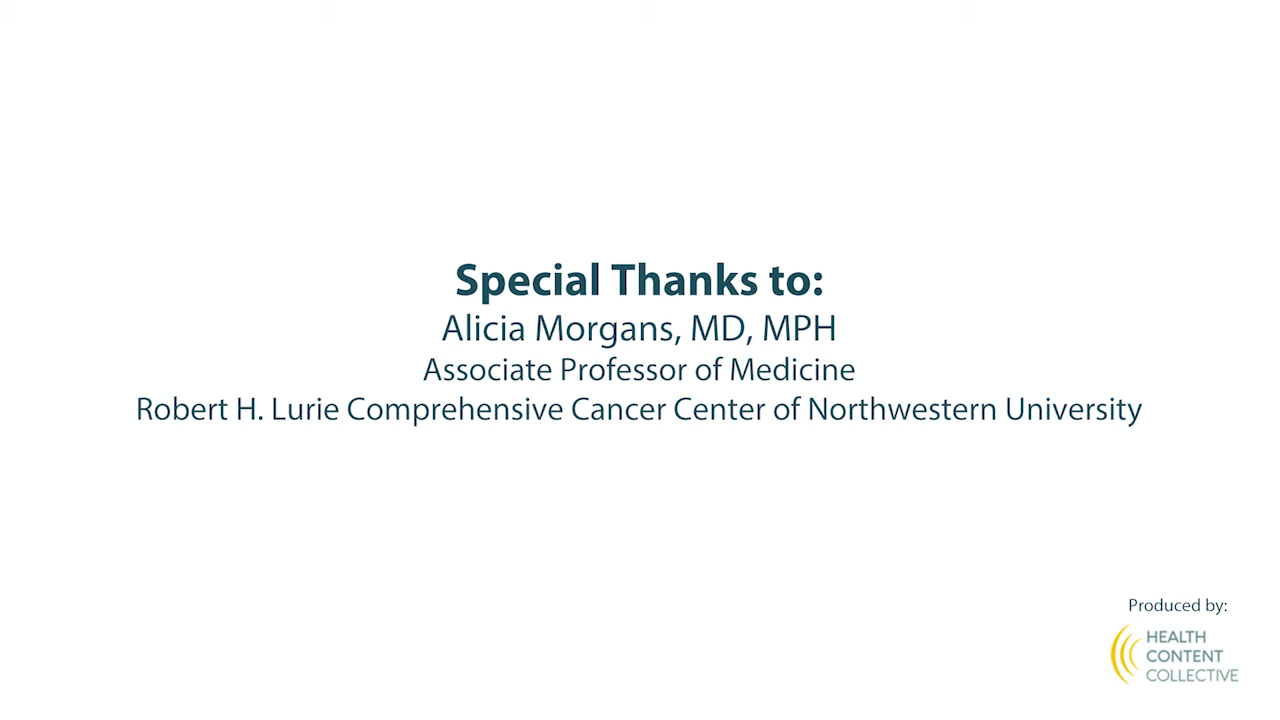 Special Thanks to:
Alicia Morgans, MD, MPH
Associate Professor of Medicine
Robert H. Lurie Comprehensive Cancer Center of Northwestern University
Produced by:
HEALTH
CONTENT
COLLECTIVE